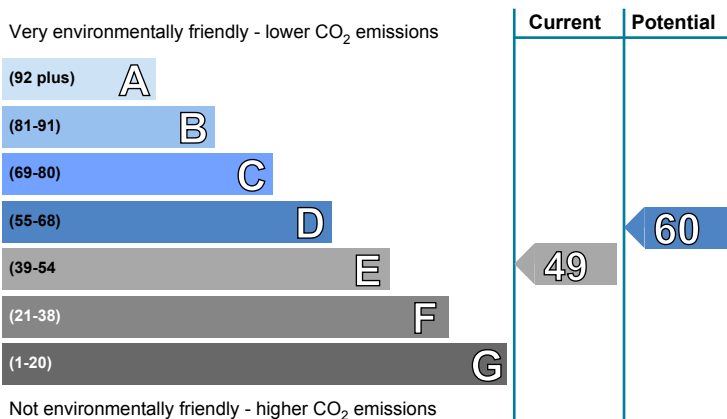 Very environmentally friendly - lower CO₂ emissions
Current Potential
(92 plus) A
(81-91) B
(69-80) C
(55-68) D
60
(39-54 E
49
(21-38) F
(1-20) G
Not environmentally friendly - higher CO₂ emissions